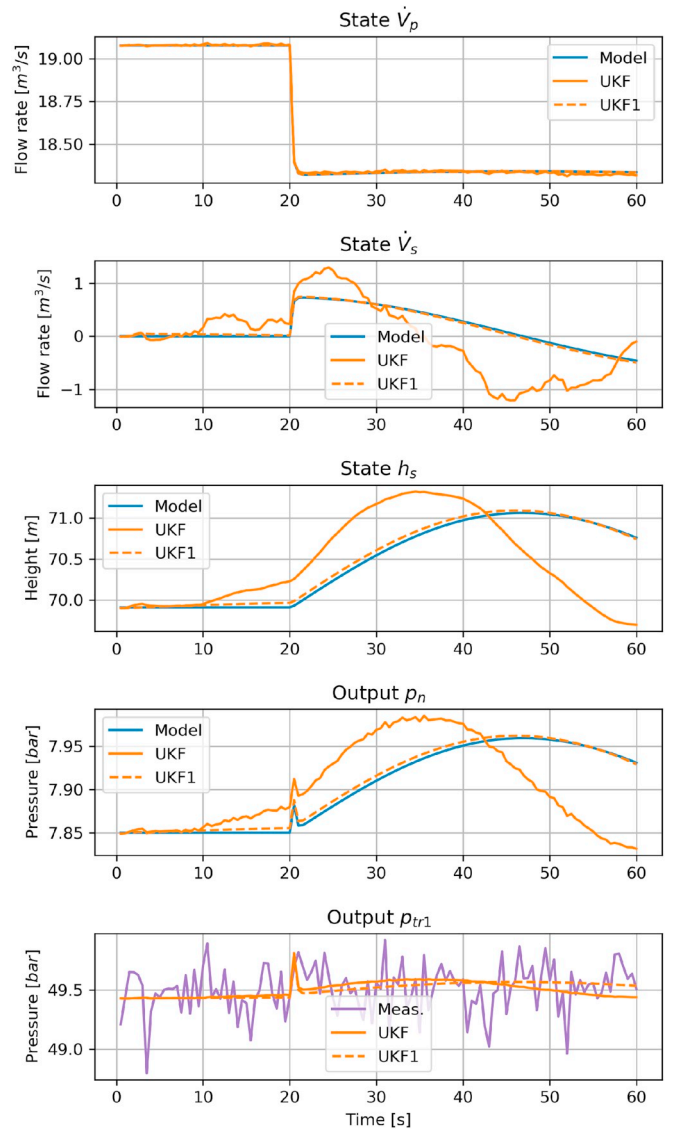 State V̇p
Flow rate [m³/s]
19.00
18.75
18.50
Model
UKF
UKF1
0 10 20 30 40 50 60
State V̇s
Flow rate [m³/s]
1
0
−1
Model
UKF
UKF1
0 10 20 30 40 50 60
State hs
Height [m]
71.0
70.5
70.0
Model
UKF
UKF1
0 10 20 30 40 50 60
Output pn
Pressure [bar]
7.95
7.90
7.85
Model
UKF
UKF1
0 10 20 30 40 50 60
Output ptr1
Pressure [bar]
49.5
49.0
Meas.
UKF
UKF1
0 10 20 30 40 50 60
Time [s]